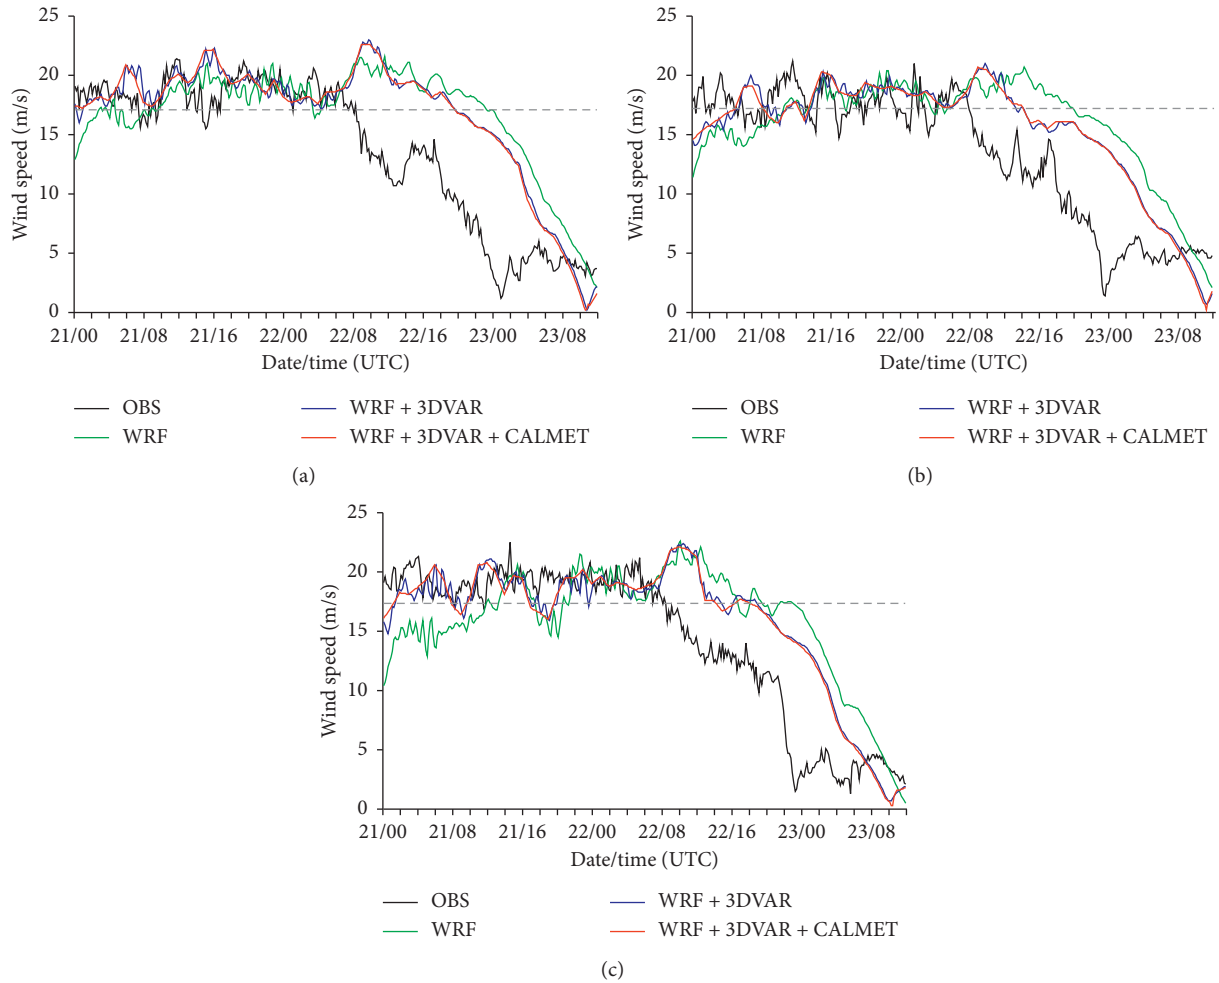 25
20
15
10
5
0
Wind speed (m/s)
21/00 21/08 21/16 22/00 22/08 22/16 23/00 23/08
Date/time (UTC)
OBS WRF + 3DVAR
WRF WRF + 3DVAR + CALMET
(a)
25
20
15
10
5
0
Wind speed (m/s)
21/00 21/08 21/16 22/00 22/08 22/16 23/00 23/08
Date/time (UTC)
OBS WRF + 3DVAR
WRF WRF + 3DVAR + CALMET
(b)
25
20
15
10
5
0
Wind speed (m/s)
21/00 21/08 21/16 22/00 22/08 22/16 23/00 23/08
Date/time (UTC)
OBS WRF + 3DVAR
WRF WRF + 3DVAR + CALMET
(c)